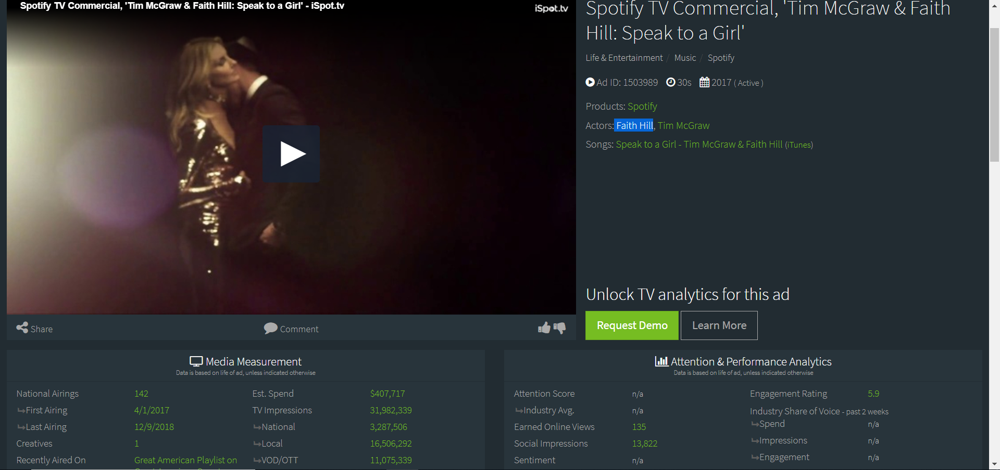 Spotify TV Commercial, 'Tim McGraw & Faith Hill: Speak to a Girl' - iSpot.tv
iSpot.tv
Spotify TV Commercial, 'Tim McGraw & Faith
Hill: Speak to a Girl'
Life & Entertainment / Music / Spotify
Ad ID: 1503989 30s 2017 ( Active )
Products: Spotify
Actors: Faith Hill, Tim McGraw
Songs: Speak to a Girl - Tim McGraw & Faith Hill (iTunes)
Unlock TV analytics for this ad
Request Demo Learn More
Share Comment
Media Measurement
Data is based on life of ad, unless indicated otherwise
National Airings 142 Est. Spend $407,717
First Airing 4/1/2017 TV Impressions 31,982,339
Last Airing 12/9/2018 National 3,287,506
Creatives 1 Local 16,506,292
Recently Aired On Great American Playlist on VOD/OTT 11,075,339
Attention & Performance Analytics
Data is based on life of ad, unless indicated otherwise
Attention Score n/a Engagement Rating 5.9
Industry Avg. n/a Industry Share of Voice - past 2 weeks
Earned Online Views 135 Spend n/a
Social Impressions 13,822 Impressions n/a
Sentiment n/a Engagement n/a